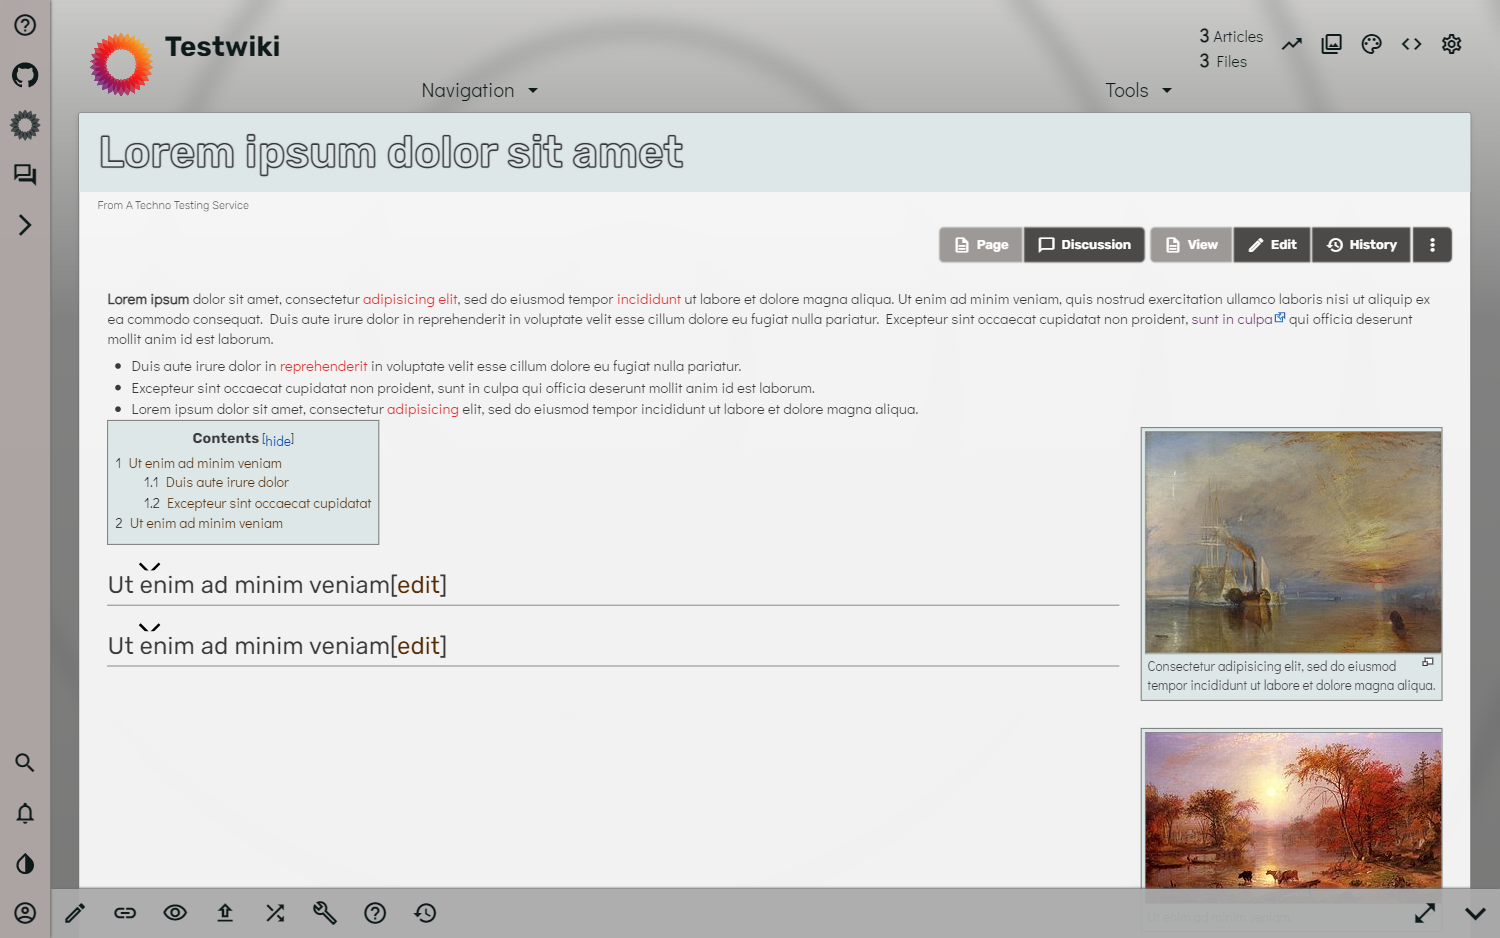 Testwiki
3 Articles
3 Files
Navigation
Tools
Lorem ipsum dolor sit amet
From A Techno Testing Service
Page Discussion View Edit History
Lorem ipsum dolor sit amet, consectetur adipisicing elit, sed do eiusmod tempor incididunt ut labore et dolore magna aliqua. Ut enim ad minim veniam, quis nostrud exercitation ullamco laboris nisi ut aliquip ex
ea commodo consequat. Duis aute irure dolor in reprehenderit in voluptate velit esse cillum dolore eu fugiat nulla pariatur. Excepteur sint occaecat cupidatat non proident, sunt in culpa qui officia deserunt
mollit anim id est laborum.
Duis aute irure dolor in reprehenderit in voluptate velit esse cillum dolore eu fugiat nulla pariatur.
Excepteur sint occaecat cupidatat non proident, sunt in culpa qui officia deserunt mollit anim id est laborum.
Lorem ipsum dolor sit amet, consectetur adipisicing elit, sed do eiusmod tempor incididunt ut labore et dolore magna aliqua.
Contents [hide]
1 Ut enim ad minim veniam
1.1 Duis aute irure dolor
1.2 Excepteur sint occaecat cupidatat
2 Ut enim ad minim veniam
Ut enim ad minim veniam[edit]
Ut enim ad minim veniam[edit]
Consectetur adipisicing elit, sed do eiusmod
tempor incididunt ut labore et dolore magna aliqua.
Ut enim ad minim veniam.